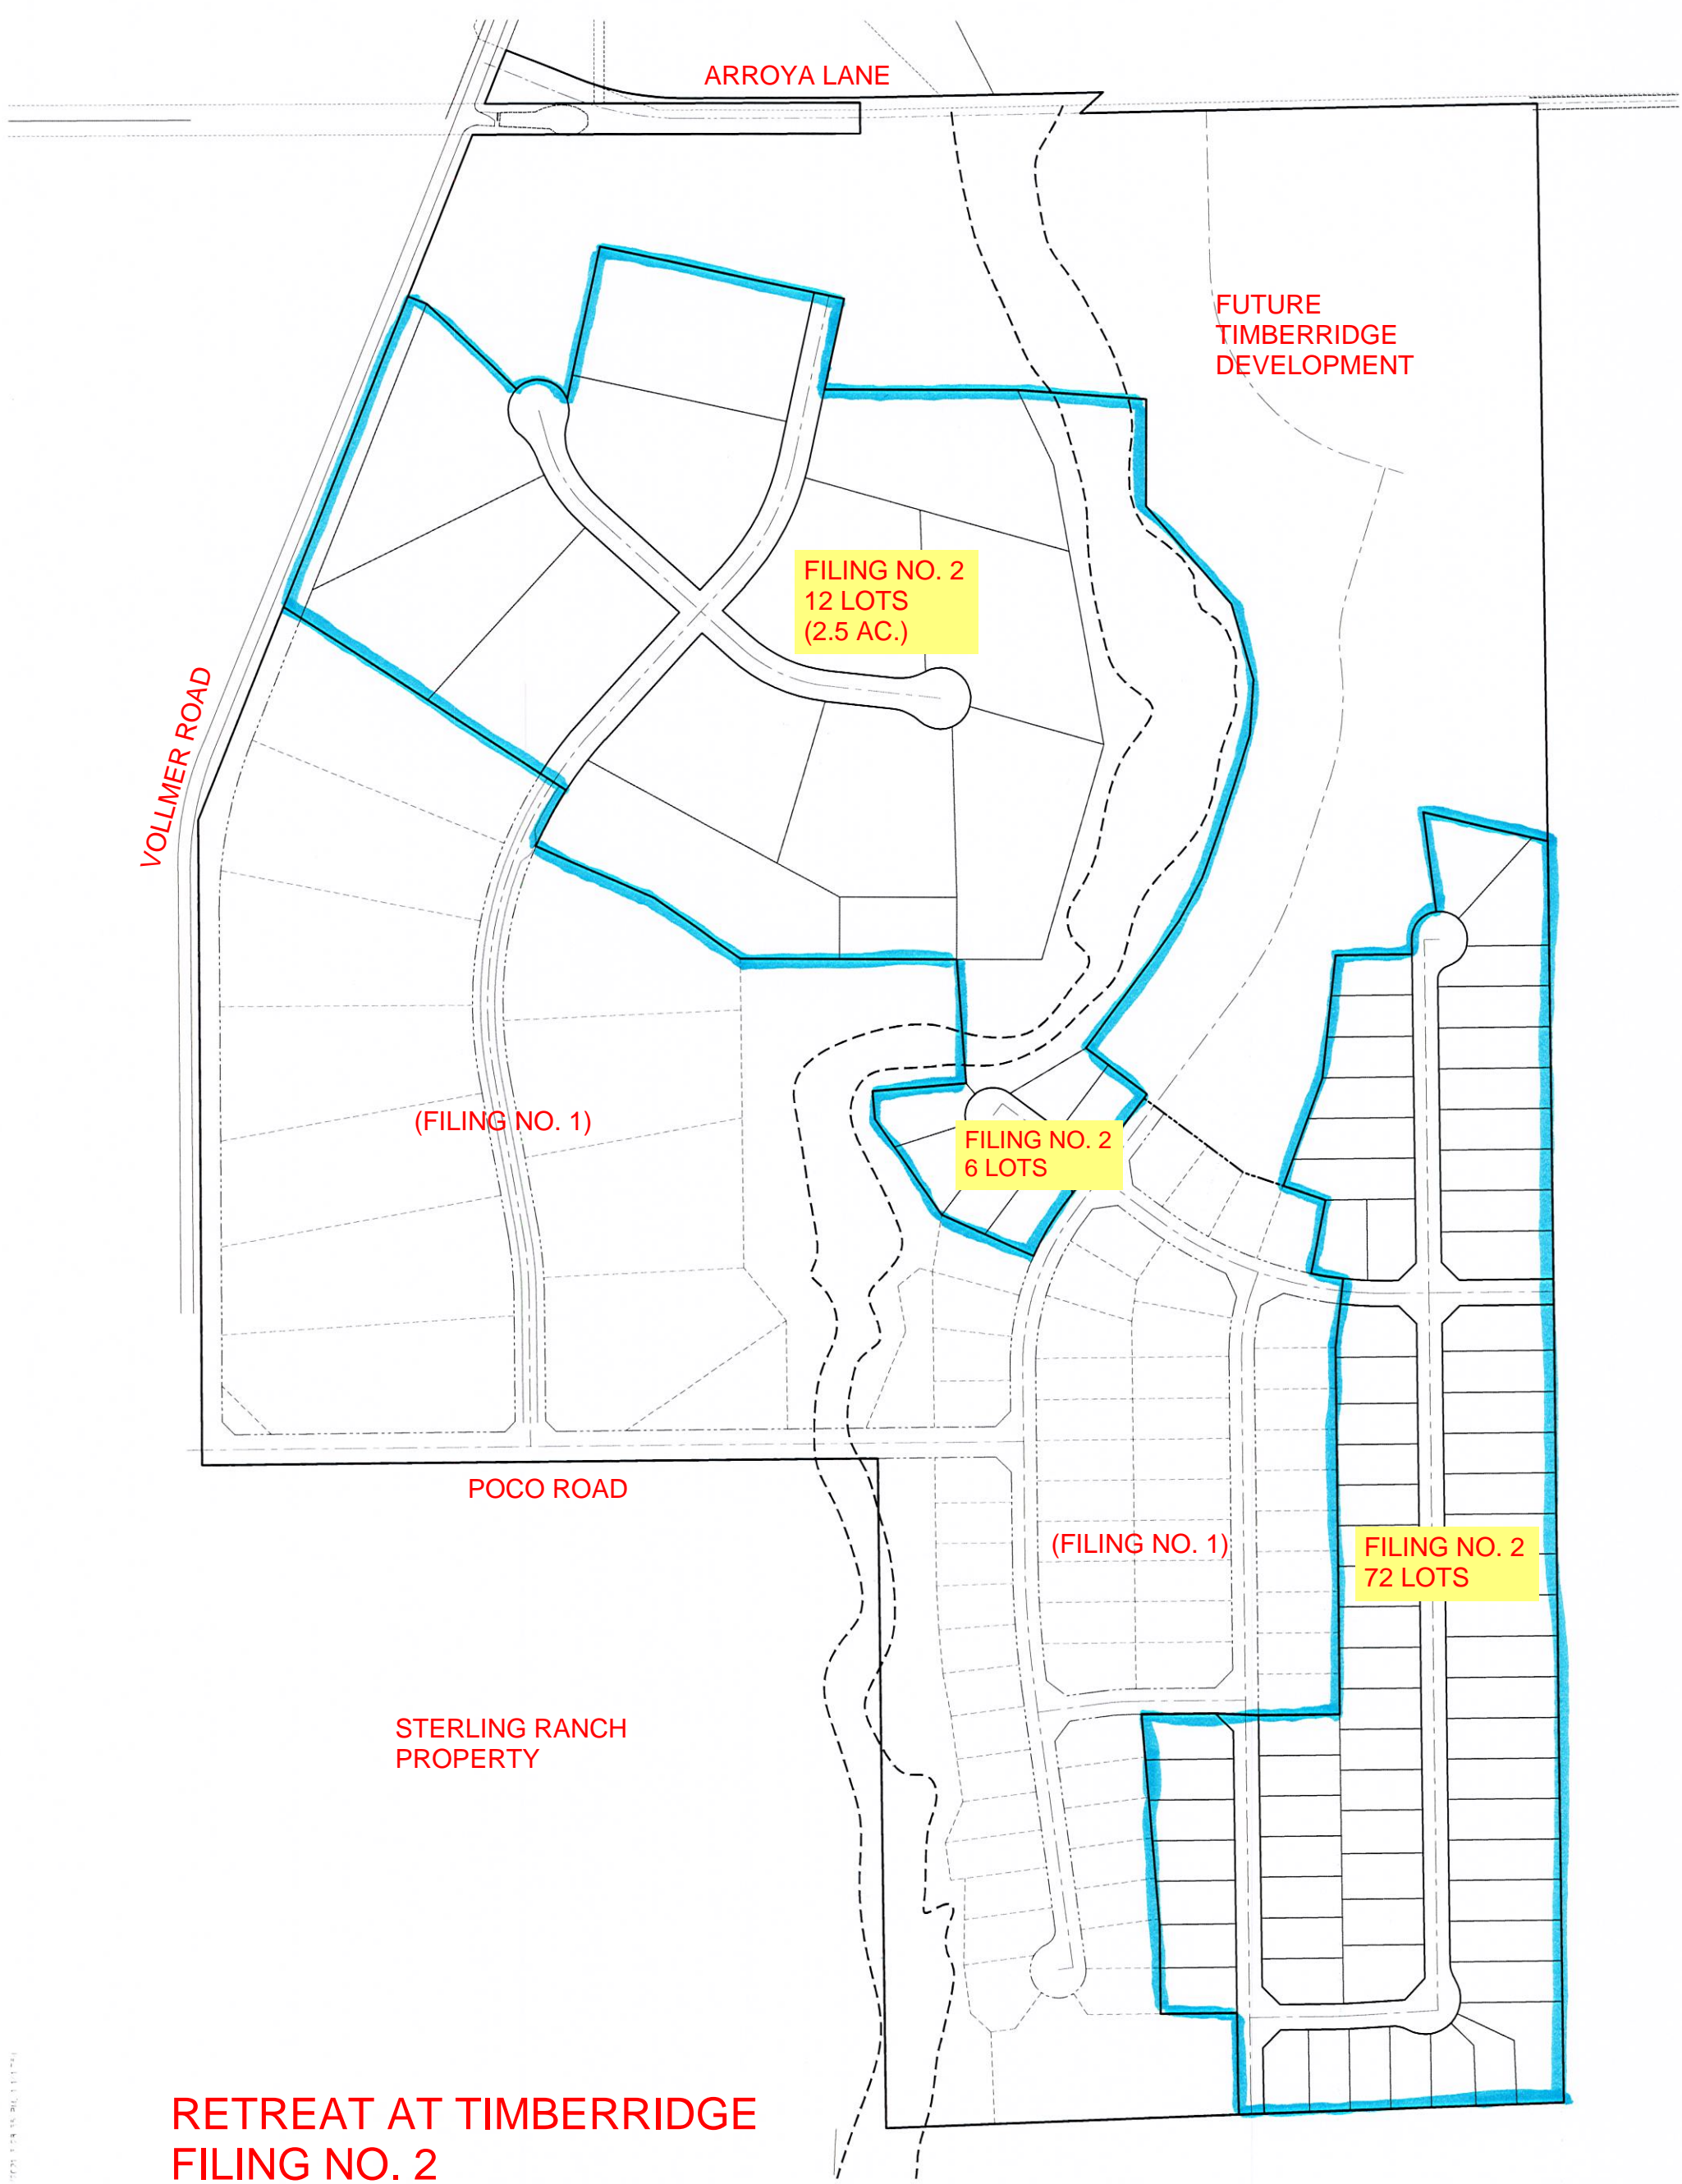 ARROYA LANE
FUTURE
TIMBERRIDGE
DEVELOPMENT
FILING NO. 2
12 LOTS
(2.5 AC.)
VOLLMER ROAD
(FILING NO. 1)
FILING NO. 2
6 LOTS
POCO ROAD
(FILING NO. 1)
FILING NO. 2
72 LOTS
STERLING RANCH
PROPERTY
RETREAT AT TIMBERRIDGE
FILING NO. 2